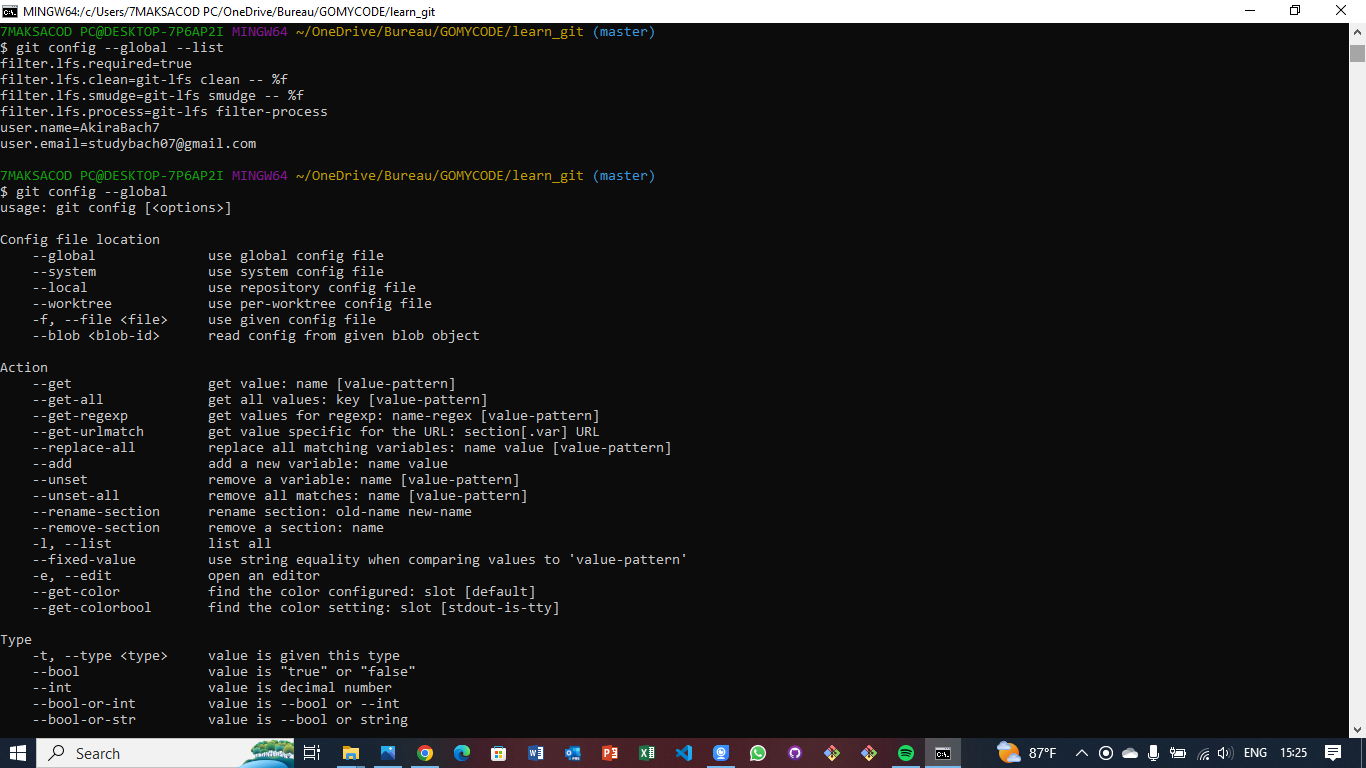 MINGW64:/c/Users/7MAKSACOD PC/OneDrive/Bureau/GOMYCODE/learn_git
7MAKSACOD PC@DESKTOP-7P6AP2I MINGW64 ~/OneDrive/Bureau/GOMYCODE/learn_git (master)
$ git config --global --list
filter.lfs.required=true
filter.lfs.clean=git-lfs clean -- %f
filter.lfs.smudge=git-lfs smudge -- %f
filter.lfs.process=git-lfs filter-process
user.name=AkiraBach7
user.email=studybach07@gmail.com
7MAKSACOD PC@DESKTOP-7P6AP2I MINGW64 ~/OneDrive/Bureau/GOMYCODE/learn_git (master)
$ git config --global
usage: git config [<options>]
Config file location
    --global              use global config file
    --system              use system config file
    --local               use repository config file
    --worktree            use per-worktree config file
    -f, --file <file>     use given config file
    --blob <blob-id>      read config from given blob object
Action
    --get                 get value: name [value-pattern]
    --get-all             get all values: key [value-pattern]
    --get-regexp          get values for regexp: name-regex [value-pattern]
    --get-urlmatch        get value specific for the URL: section[.var] URL
    --replace-all         replace all matching variables: name value [value-pattern]
    --add                 add a new variable: name value
    --unset               remove a variable: name [value-pattern]
    --unset-all           remove all matches: name [value-pattern]
    --rename-section      rename section: old-name new-name
    --remove-section      remove a section: name
    -l, --list            list all
    --fixed-value         use string equality when comparing values to 'value-pattern'
    -e, --edit            open an editor
    --get-color           find the color configured: slot [default]
    --get-colorbool       find the color setting: slot [stdout-is-tty]
Type
    -t, --type <type>     value is given this type
    --bool                value is "true" or "false"
    --int                 value is decimal number
    --bool-or-int         value is --bool or --int
    --bool-or-str         value is --bool or string
Search
87°F
ENG
15:25